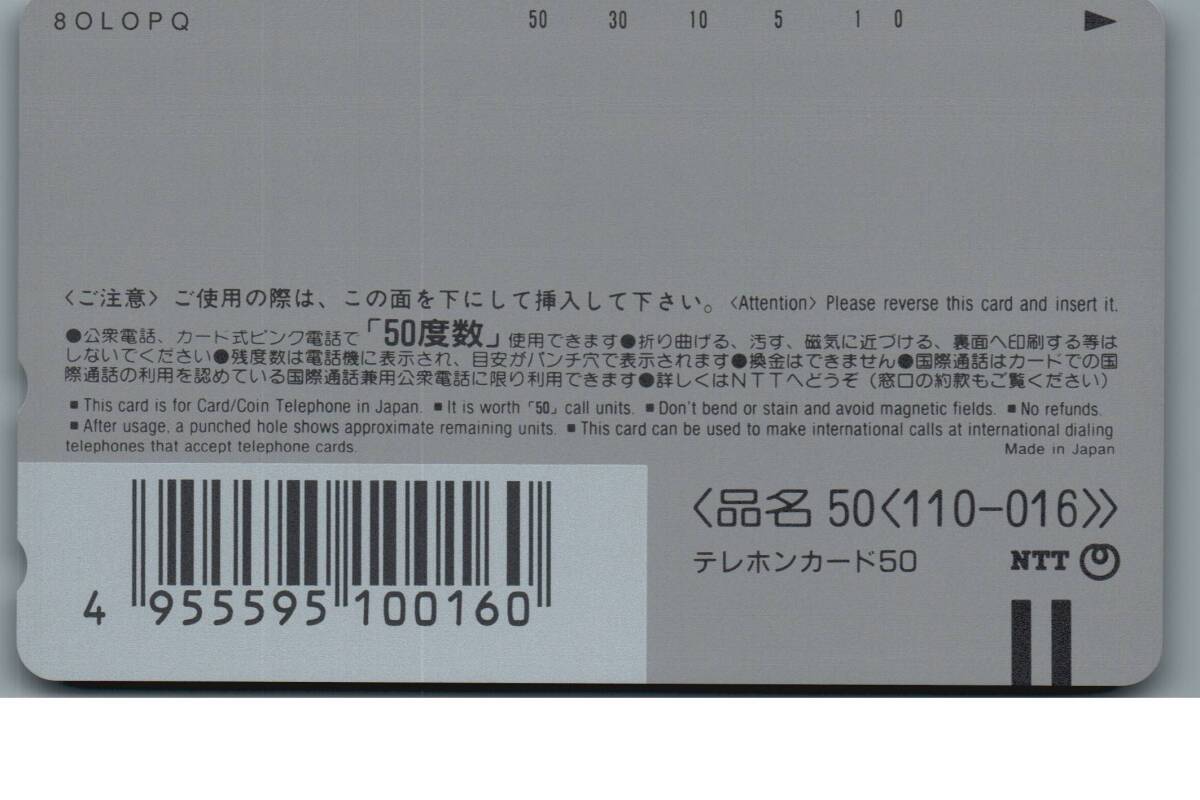 8OLOPQ 50 30 10 5 1 0
〈ご注意〉ご使用の際は、この面を下にして挿入して下さい。〈Attention〉Please reverse this card and insert it.
●公衆電話、カード式ピンク電話で「50度数」使用できます●折り曲げる、汚す、磁気に近づける、裏面へ印刷する等は
しないでください●残度数は電話機に表示され、目安がパンチ穴で表示されます●換金はできません●国際通話はカードでの国
際通話の利用を認めている国際通話兼用公衆電話に限り利用できます●詳しくはNTTへどうぞ（窓口の約款もご覧ください）
■ This card is for Card/Coin Telephone in Japan. ■ It is worth「50」call units. ■ Don't bend or stain and avoid magnetic fields. ■ No refunds.
■ After usage, a punched hole shows approximate remaining units. ■ This card can be used to make international calls at international dialing
telephones that accept telephone cards. Made in Japan
〈品名 50〈110-016〉〉
テレホンカード50 NTT
4 955595 100160